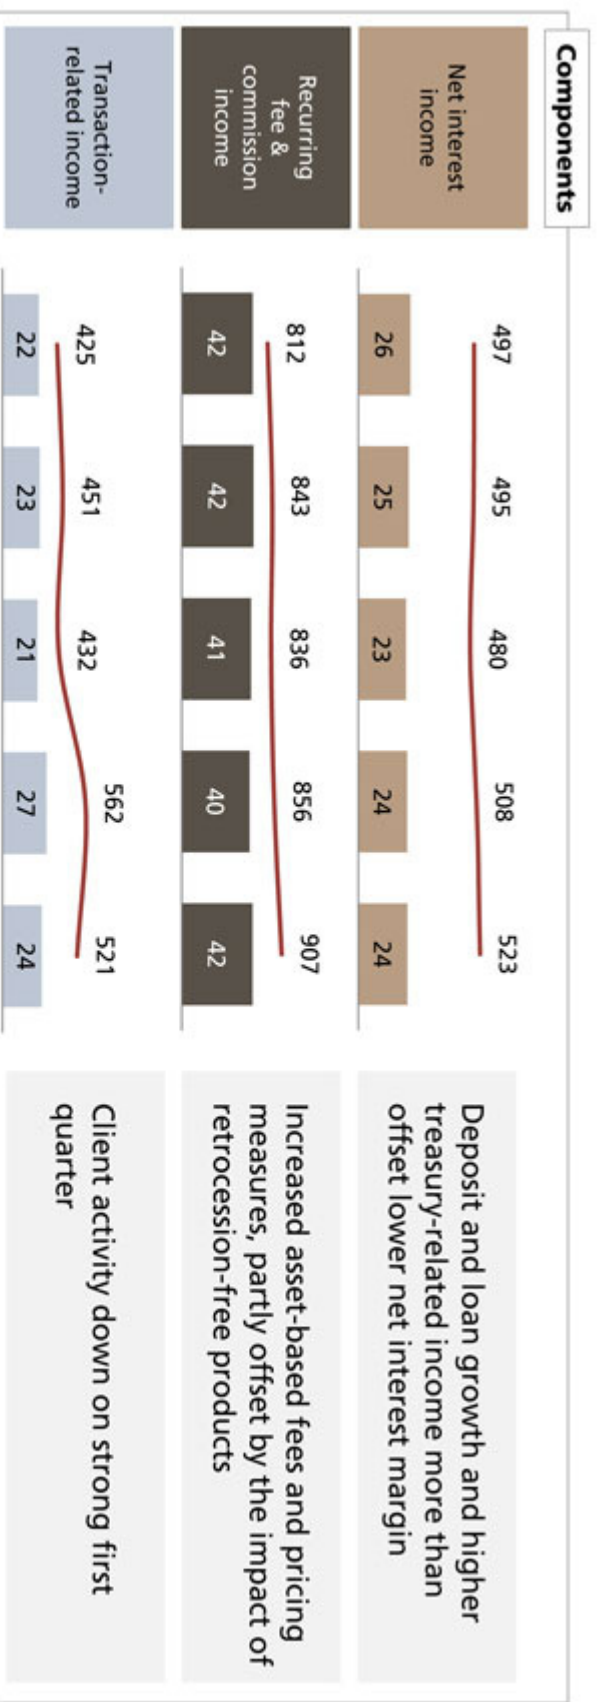 Components
Net interest
income
497 495 480 508 523
26 25 23 24 24
Deposit and loan growth and higher
treasury-related income more than
offset lower net interest margin
Recurring
fee &
commission
income
812 843 836 856 907
42 42 41 40 42
Increased asset-based fees and pricing
measures, partly offset by the impact of
retrocession-free products
Transaction-
related income
425 451 432 562 521
22 23 21 27 24
Client activity down on strong first
quarter